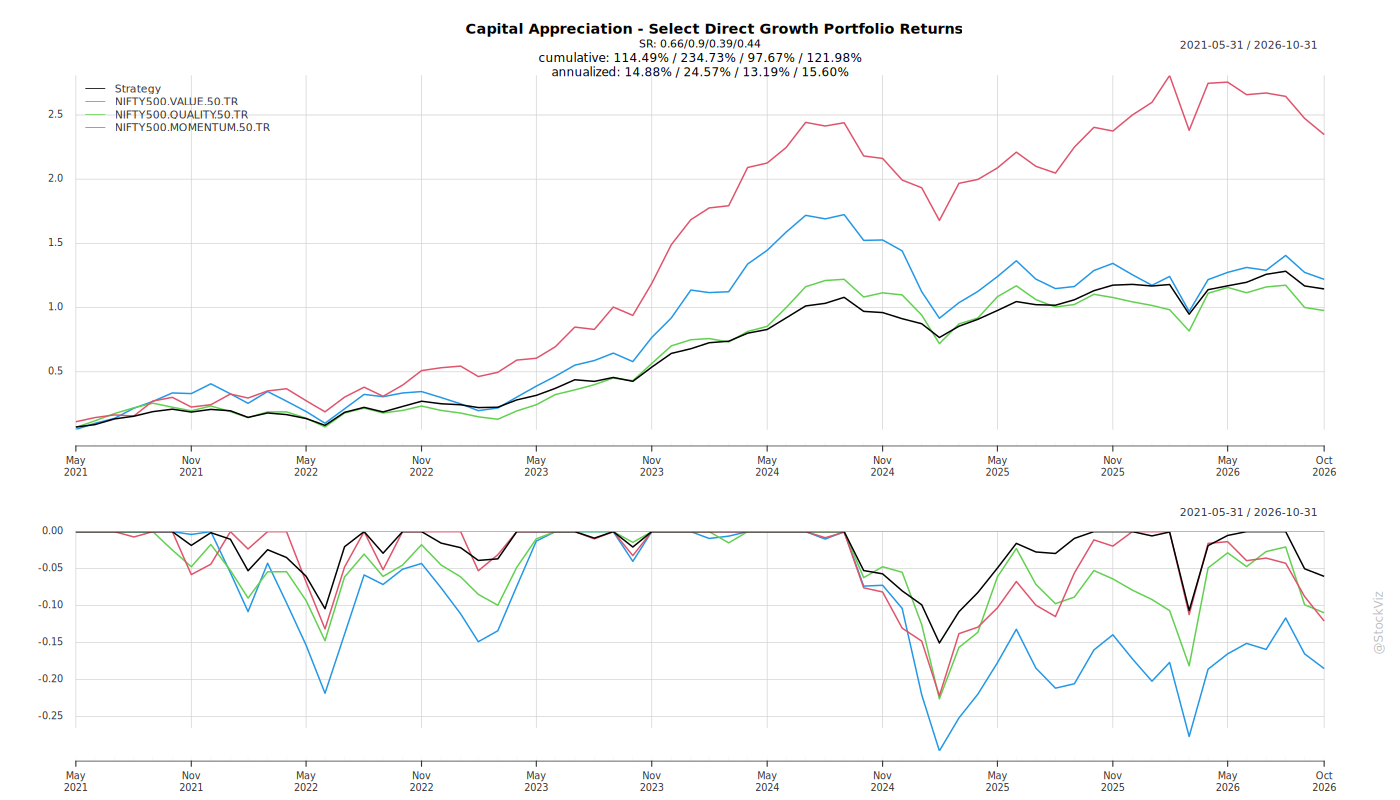 Capital Appreciation - Select Direct Growth Portfolio Returns
SR: 0.66/0.9/0.39/0.44
cumulative: 114.49% / 234.73% / 97.67% / 121.98%
annualized: 14.88% / 24.57% / 13.19% / 15.60%
2021-05-31 / 2026-10-31
Strategy
NIFTY500.VALUE.50.TR
NIFTY500.QUALITY.50.TR
NIFTY500.MOMENTUM.50.TR
2.5
2.0
1.5
1.0
0.5
May Nov May Nov May Nov May Nov May Nov May Oct
2021 2021 2022 2022 2023 2023 2024 2024 2025 2025 2026 2026
2021-05-31 / 2026-10-31
0.00
-0.05
-0.10
-0.15
-0.20
-0.25
May Nov May Nov May Nov May Nov May Nov May Oct
2021 2021 2022 2022 2023 2023 2024 2024 2025 2025 2026 2026
@StockViz